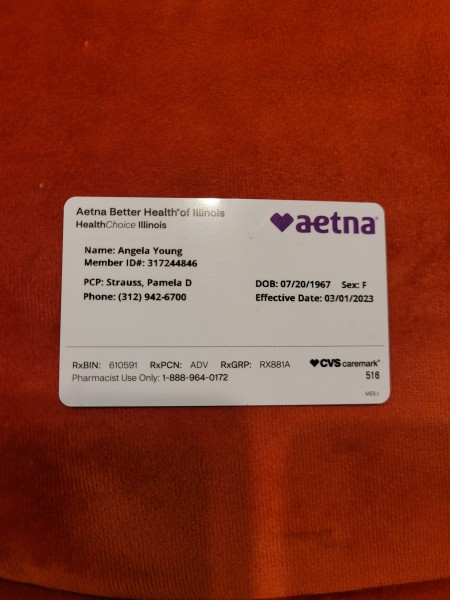 Aetna Better Health® of Illinois
HealthChoice Illinois
aetna®
Name: Angela Young
Member ID#: 317244846
PCP: Strauss, Pamela D
DOB: 07/20/1967 Sex: F
Phone: (312) 942-6700
Effective Date: 03/01/2023
RxBIN: 610591 RxPCN: ADV RxGRP: RX881A
CVS caremark®
Pharmacist Use Only: 1-888-964-0172
516